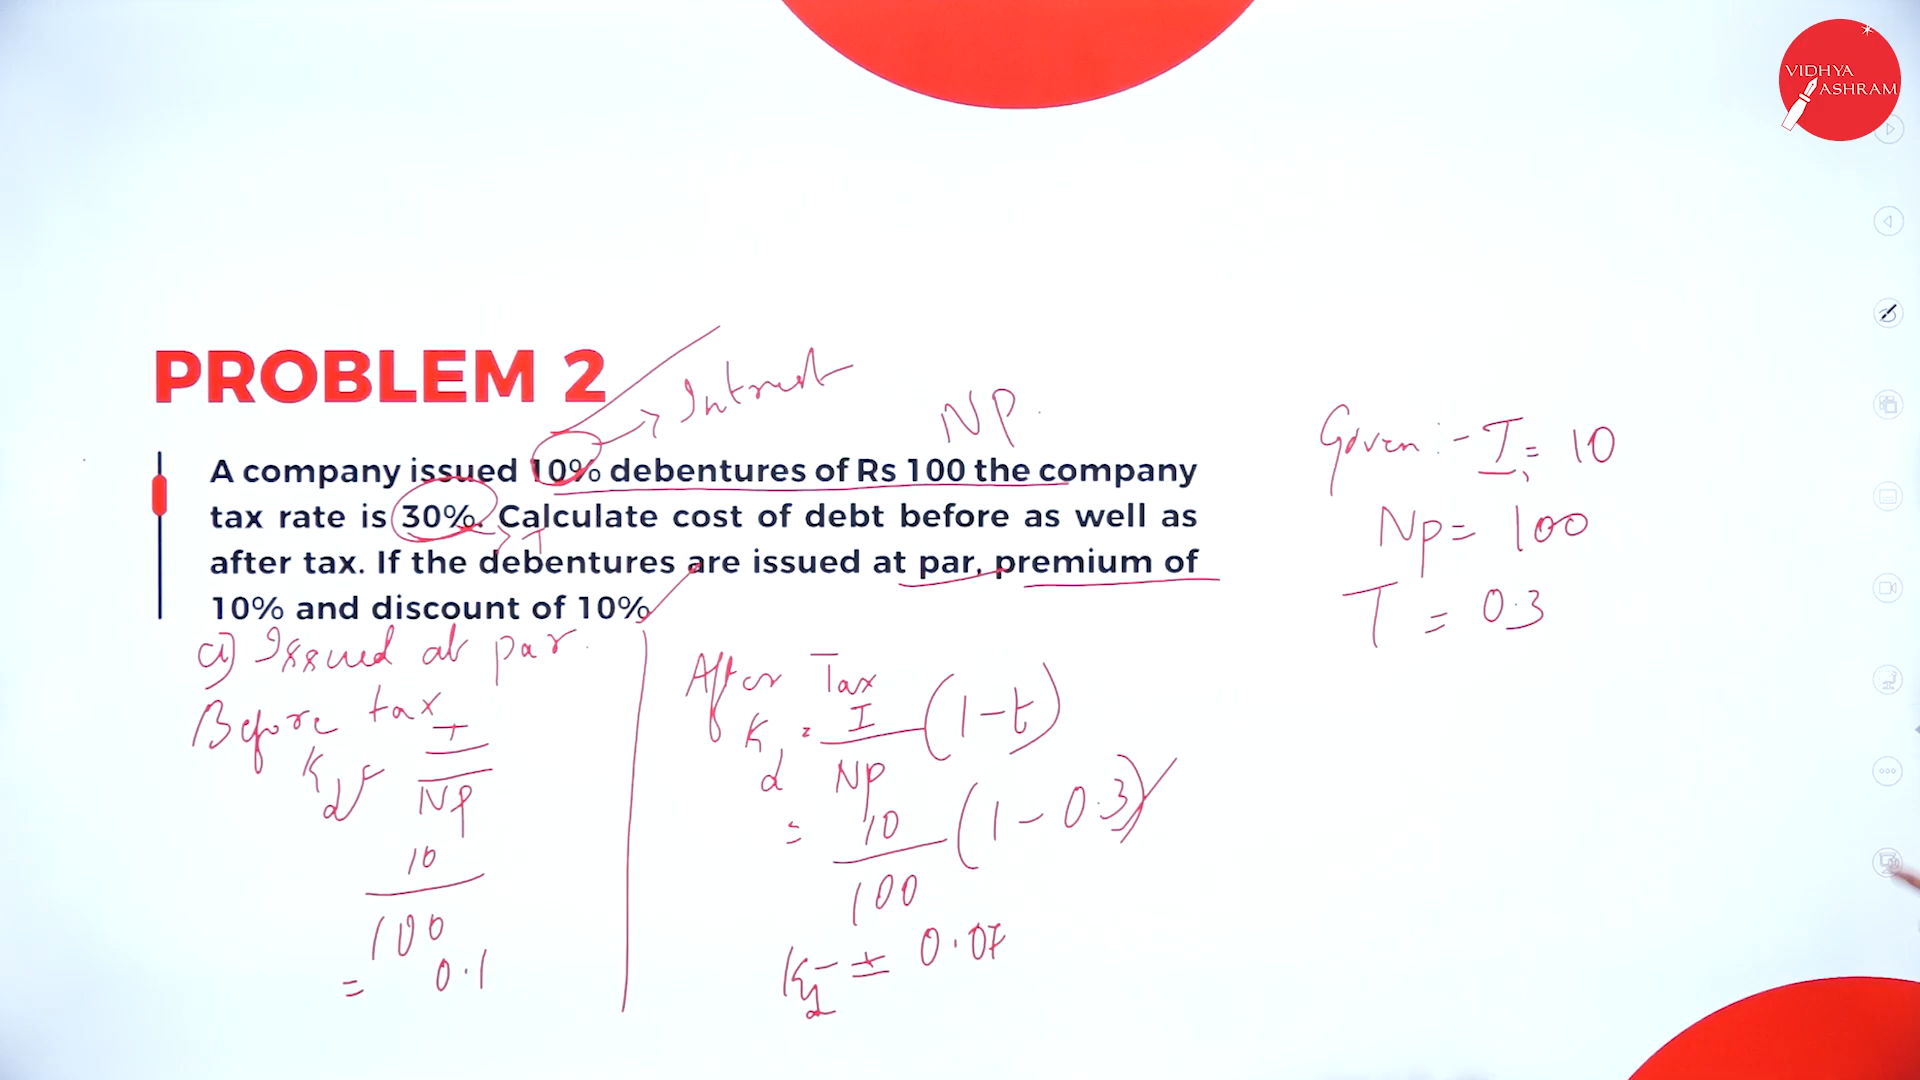 VIDHYA
ASHRAM
PROBLEM 2
Intrest
NP
A company issued 10% debentures of Rs 100 the company
tax rate is 30%. Calculate cost of debt before as well as
after tax. If the debentures are issued at par, premium of
10% and discount of 10%
T
Given :- I = 10
Np = 100
T = 0.3
a) Issued at par.
Before tax
Kd = I
NP
10
100
= 0.1
After Tax
Kd = I (1-t)
NP
= 10 (1 - 0.3)
100
Kd = 0.07